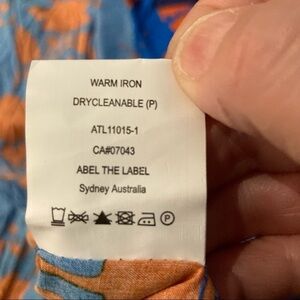 WARM IRON
DRYCLEANABLE (P)
ATL11015-1
CA#07043
ABEL THE LABEL
Sydney Australia
P